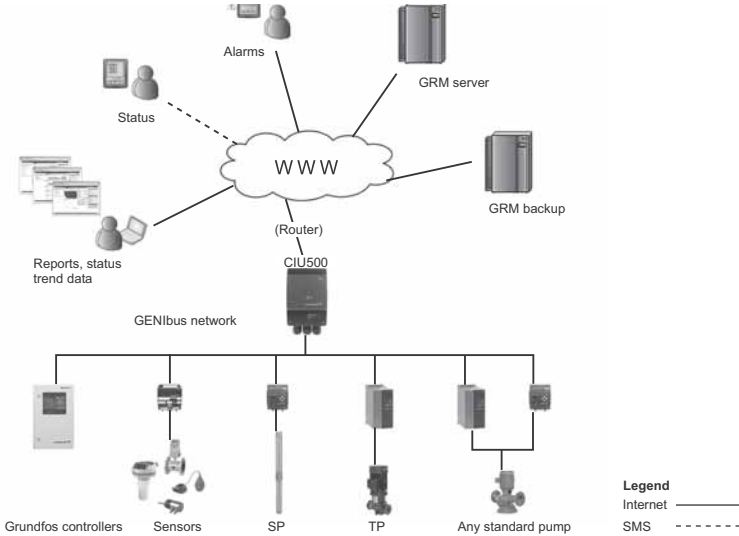 Alarms
GRM server
Status
WWW
GRM backup
(Router)
Reports, status
trend data
CIU500
GENIbus network
Grundfos controllers
Sensors
SP
TP
Any standard pump
Legend
Internet
SMS